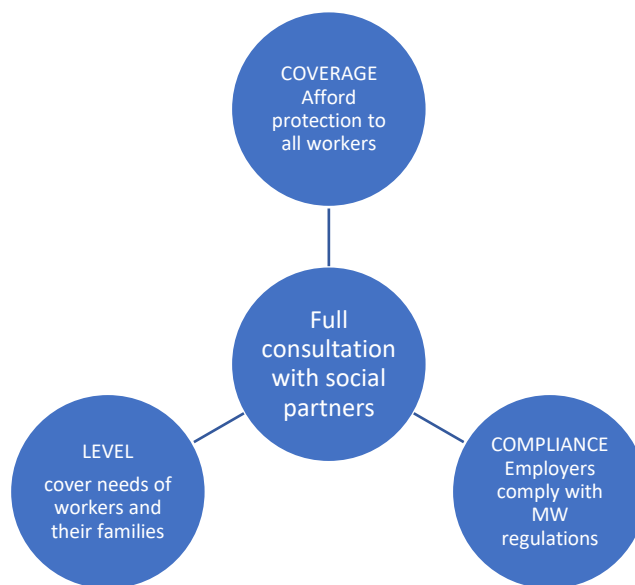 COVERAGE
Afford
protection to
all workers
Full
consultation
with social
partners
LEVEL
cover needs of
workers and
their families
COMPLIANCE
Employers
comply with
MW
regulations